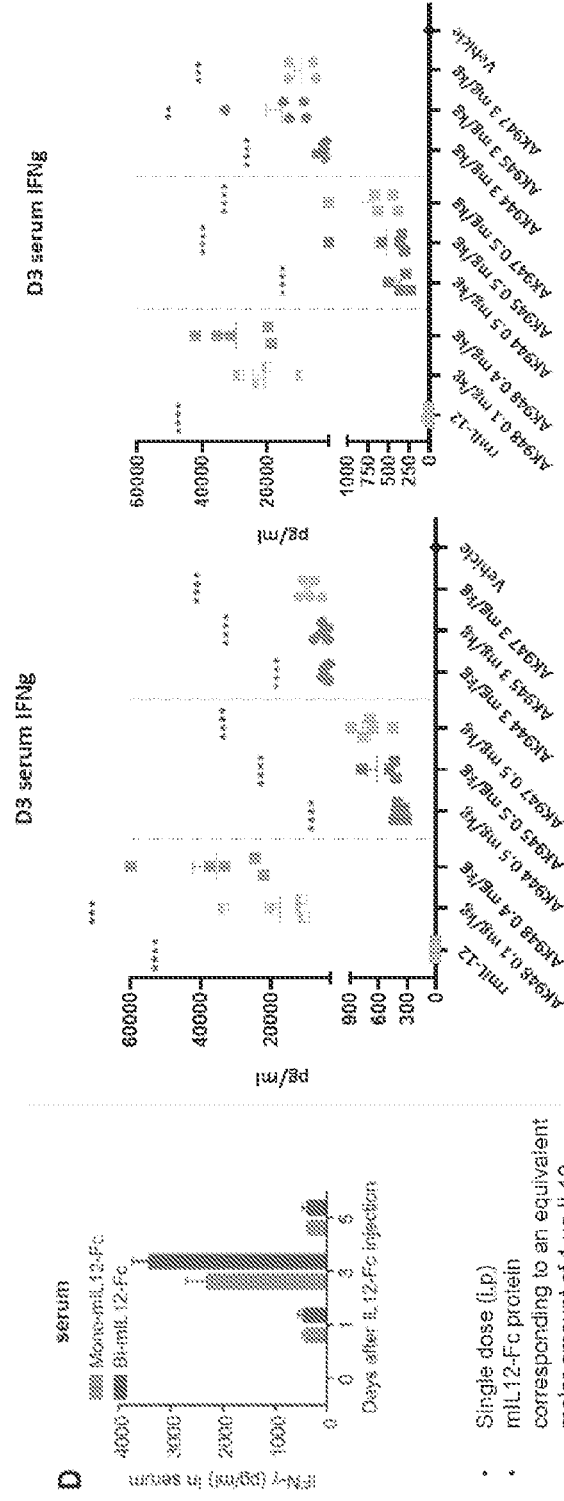 D
serum
Mono-mIL12-Fc
Bi-mIL12-Fc
IFN-γ (pg/ml) in serum
4000
3000
2000
1000
0
0 1 3 5
Days after IL12-Fc injection
• Single dose (i.p)
• mIL12-Fc protein
corresponding to an equivalent
D3 serum IFNg
pg/ml
60000
40000
20000
900
600
300
0
****
***
****
****
****
****
****
****
rmIL-12
AK948 0.1 mg/kg
AK948 0.4 mg/kg
AK944 0.5 mg/kg
AK945 0.5 mg/kg
AK947 0.5 mg/kg
AK944 3 mg/kg
AK945 3 mg/kg
AK947 3 mg/kg
Vehicle
D3 serum IFNg
pg/ml
60000
40000
20000
1000
750
500
250
0
****
****
****
****
****
**
***
rmIL-12
AK948 0.1 mg/kg
AK948 0.4 mg/kg
AK944 0.5 mg/kg
AK945 0.5 mg/kg
AK947 0.5 mg/kg
AK944 3 mg/kg
AK945 3 mg/kg
AK947 3 mg/kg
Vehicle